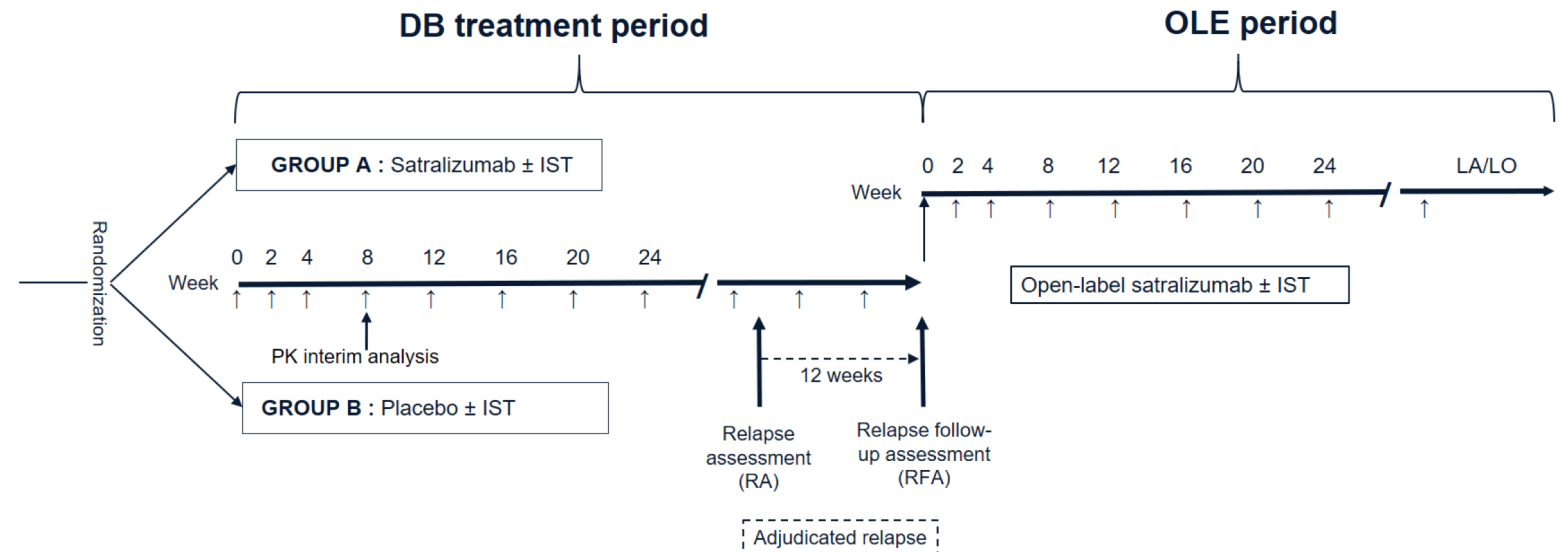 DB treatment period
OLE period
GROUP A : Satralizumab ± IST
0 2 4 8 12 16 20 24 LA/LO
Week
Randomization
0 2 4 8 12 16 20 24
Week
Open-label satralizumab ± IST
PK interim analysis
12 weeks
GROUP B : Placebo ± IST
Relapse
assessment
(RA)
Relapse follow-
up assessment
(RFA)
Adjudicated relapse